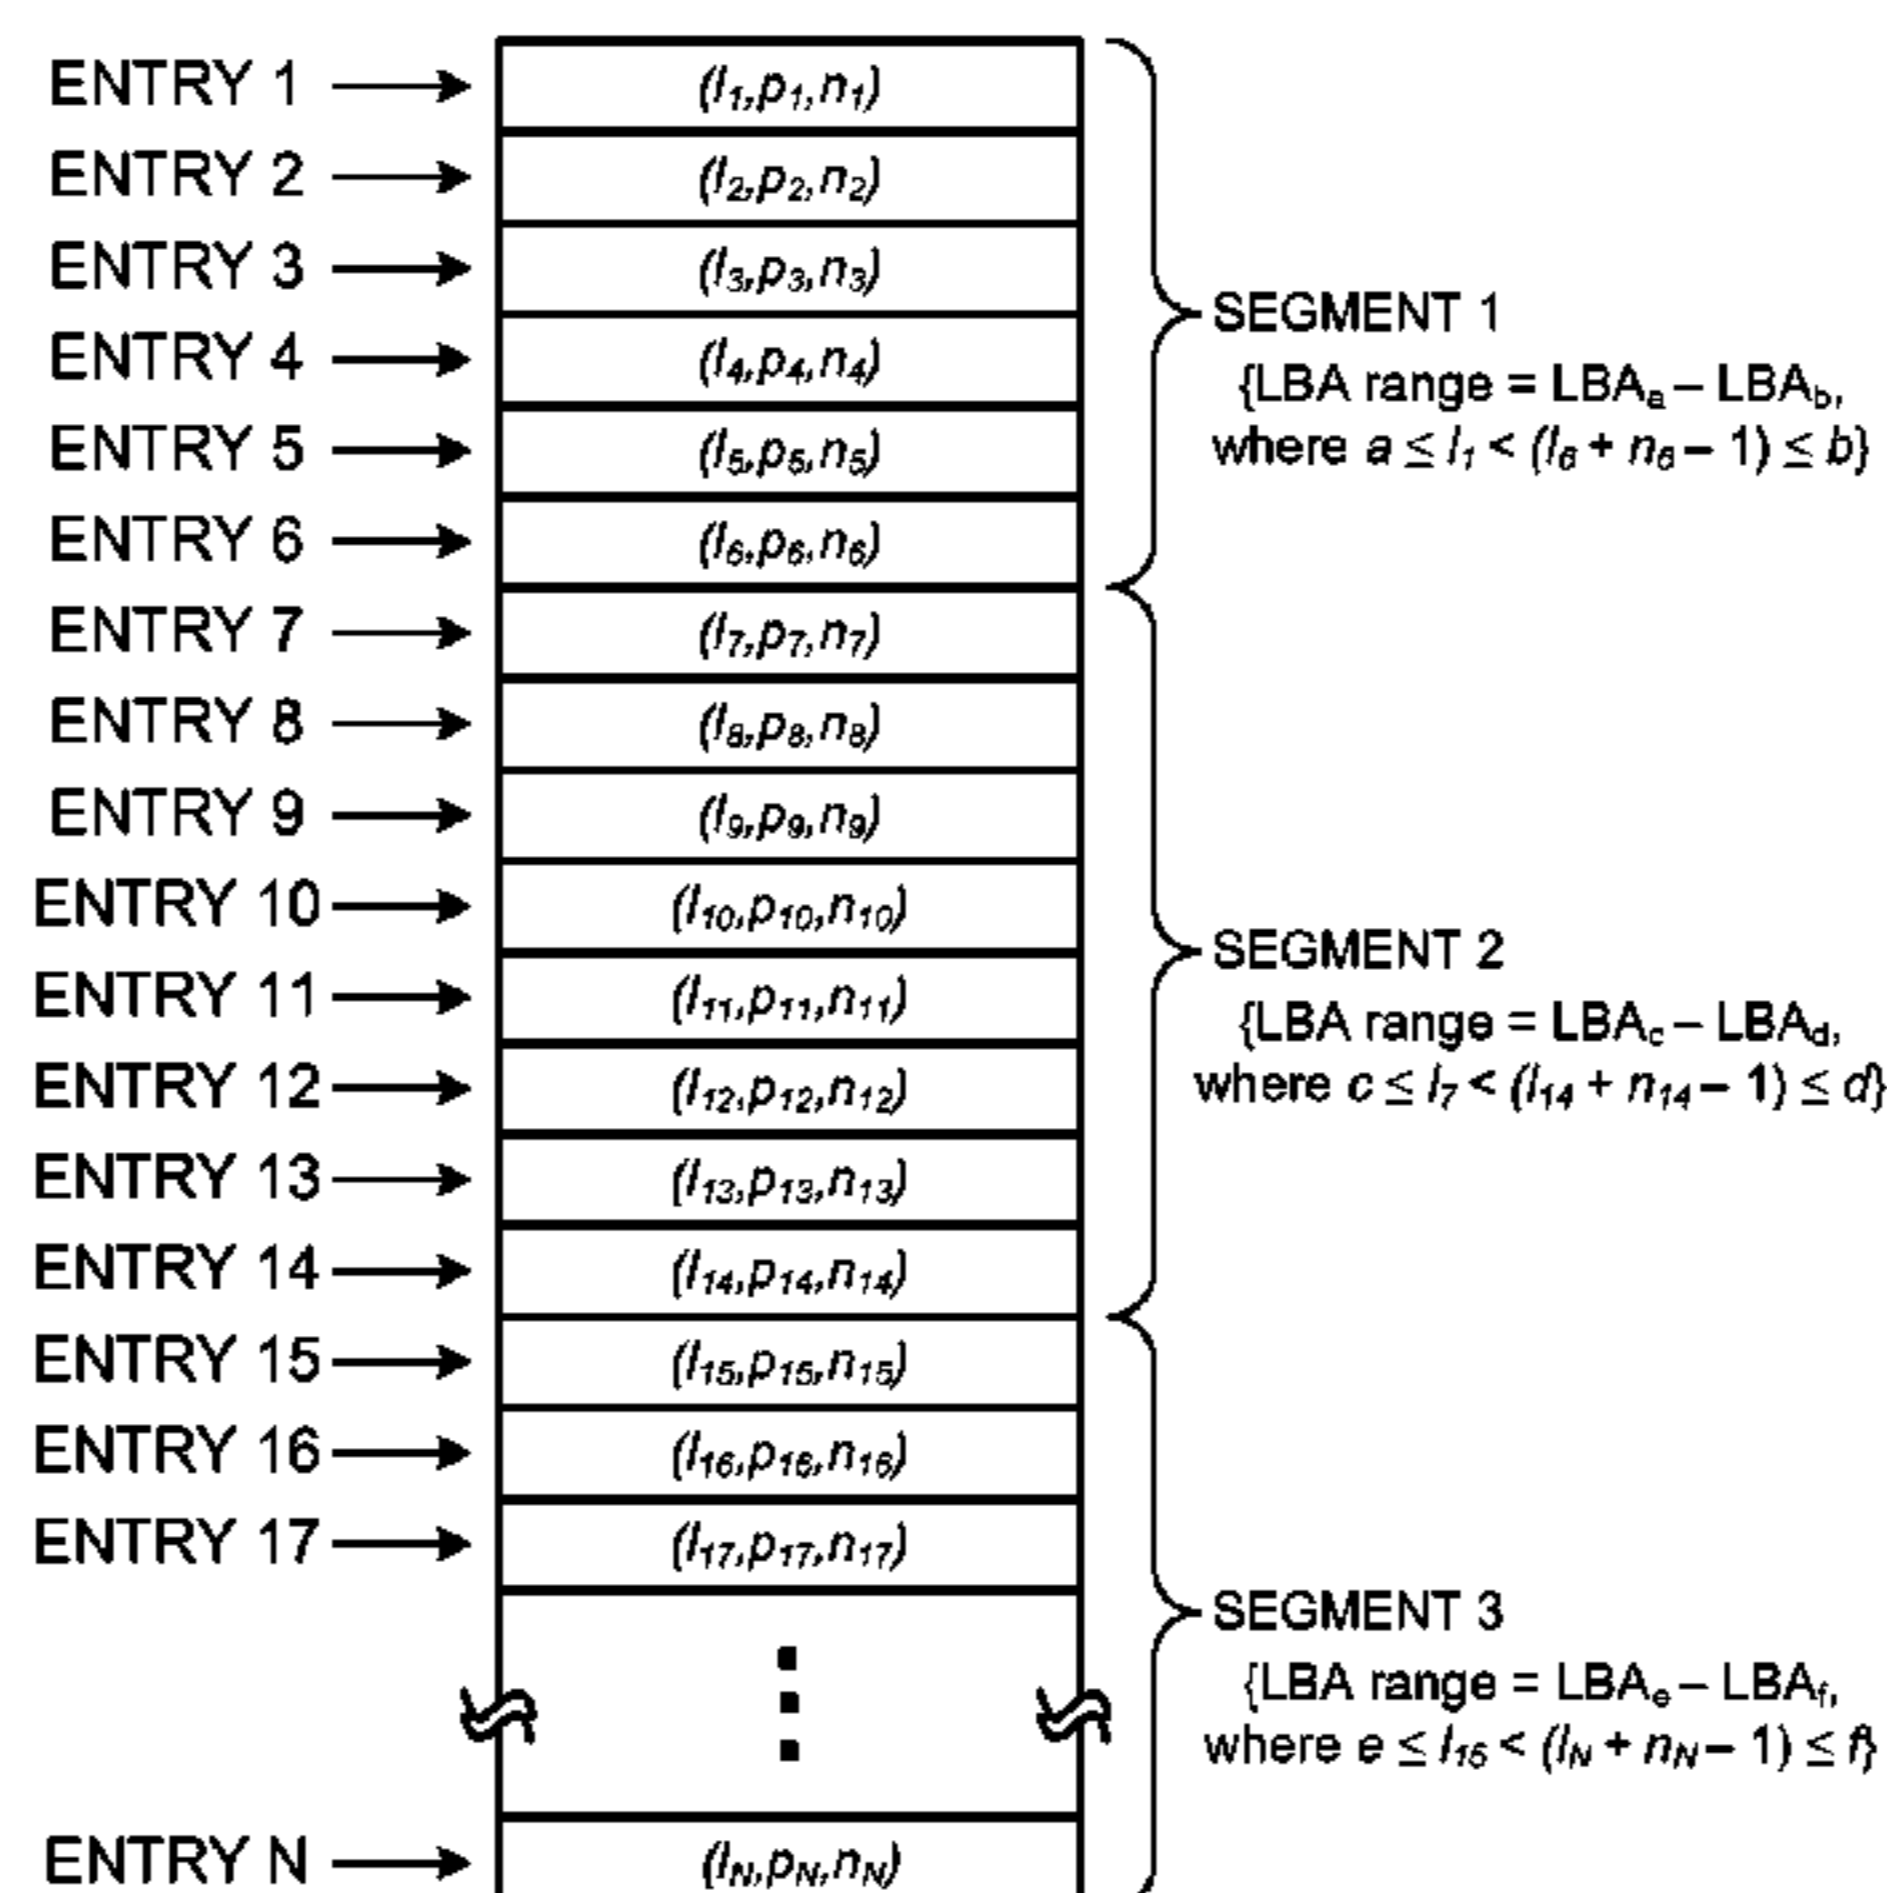 ENTRY 1 (l1,p1,n1)
ENTRY 2 (l2,p2,n2)
ENTRY 3 (l3,p3,n3)
ENTRY 4 (l4,p4,n4)
ENTRY 5 (l5,p5,n5)
ENTRY 6 (l6,p6,n6)
ENTRY 7 (l7,p7,n7)
ENTRY 8 (l8,p8,n8)
ENTRY 9 (l9,p9,n9)
ENTRY 10 (l10,p10,n10)
ENTRY 11 (l11,p11,n11)
ENTRY 12 (l12,p12,n12)
ENTRY 13 (l13,p13,n13)
ENTRY 14 (l14,p14,n14)
ENTRY 15 (l15,p15,n15)
ENTRY 16 (l16,p16,n16)
ENTRY 17 (l17,p17,n17)
ENTRY N (lN,pN,nN)
SEGMENT 1
{LBA range = LBAa – LBAb,
where a ≤ l1 < (l6 + n6 – 1) ≤ b}
SEGMENT 2
{LBA range = LBAc – LBAd,
where c ≤ l7 < (l14 + n14 – 1) ≤ d}
SEGMENT 3
{LBA range = LBAe – LBAf,
where e ≤ l15 < (lN + nN – 1) ≤ f}